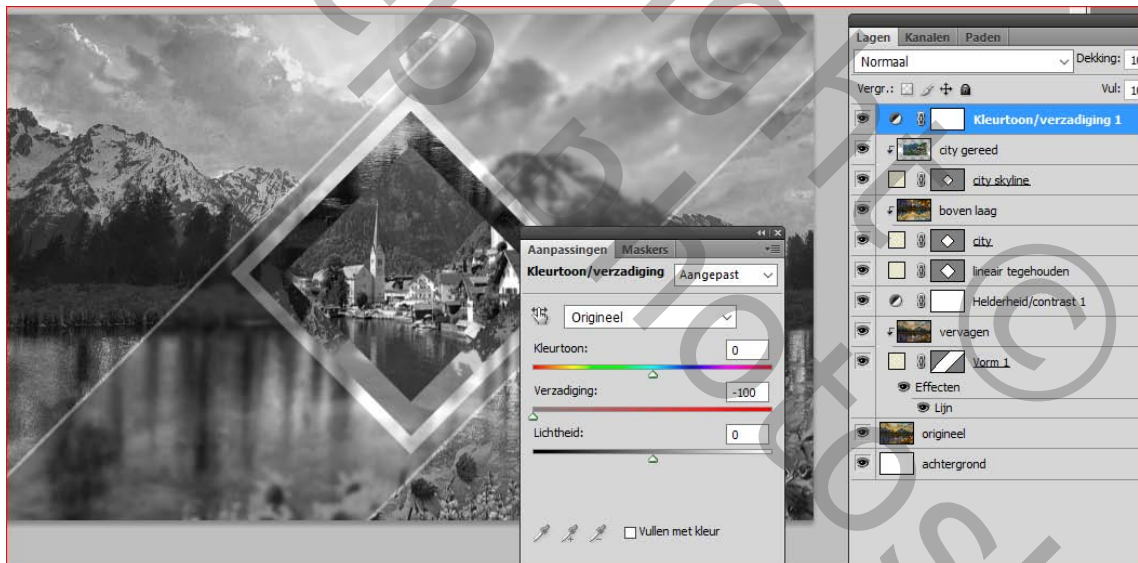 Lagen Kanalen Paden
Normaal Dekking: 10
Vergr.: Vul: 10
Kleurtoon/verzadiging 1
city gereed
city skyline
boven laag
city
lineair tegehouden
Helderheid/contrast 1
vervagen
Vorm 1
Effecten
Lijn
origineel
achtergrond
Aanpassingen Maskers
Kleurtoon/verzadiging Aangepast
Origineel
Kleurtoon: 0
Verzadiging: -100
Lichtheid: 0
Vullen met kleur